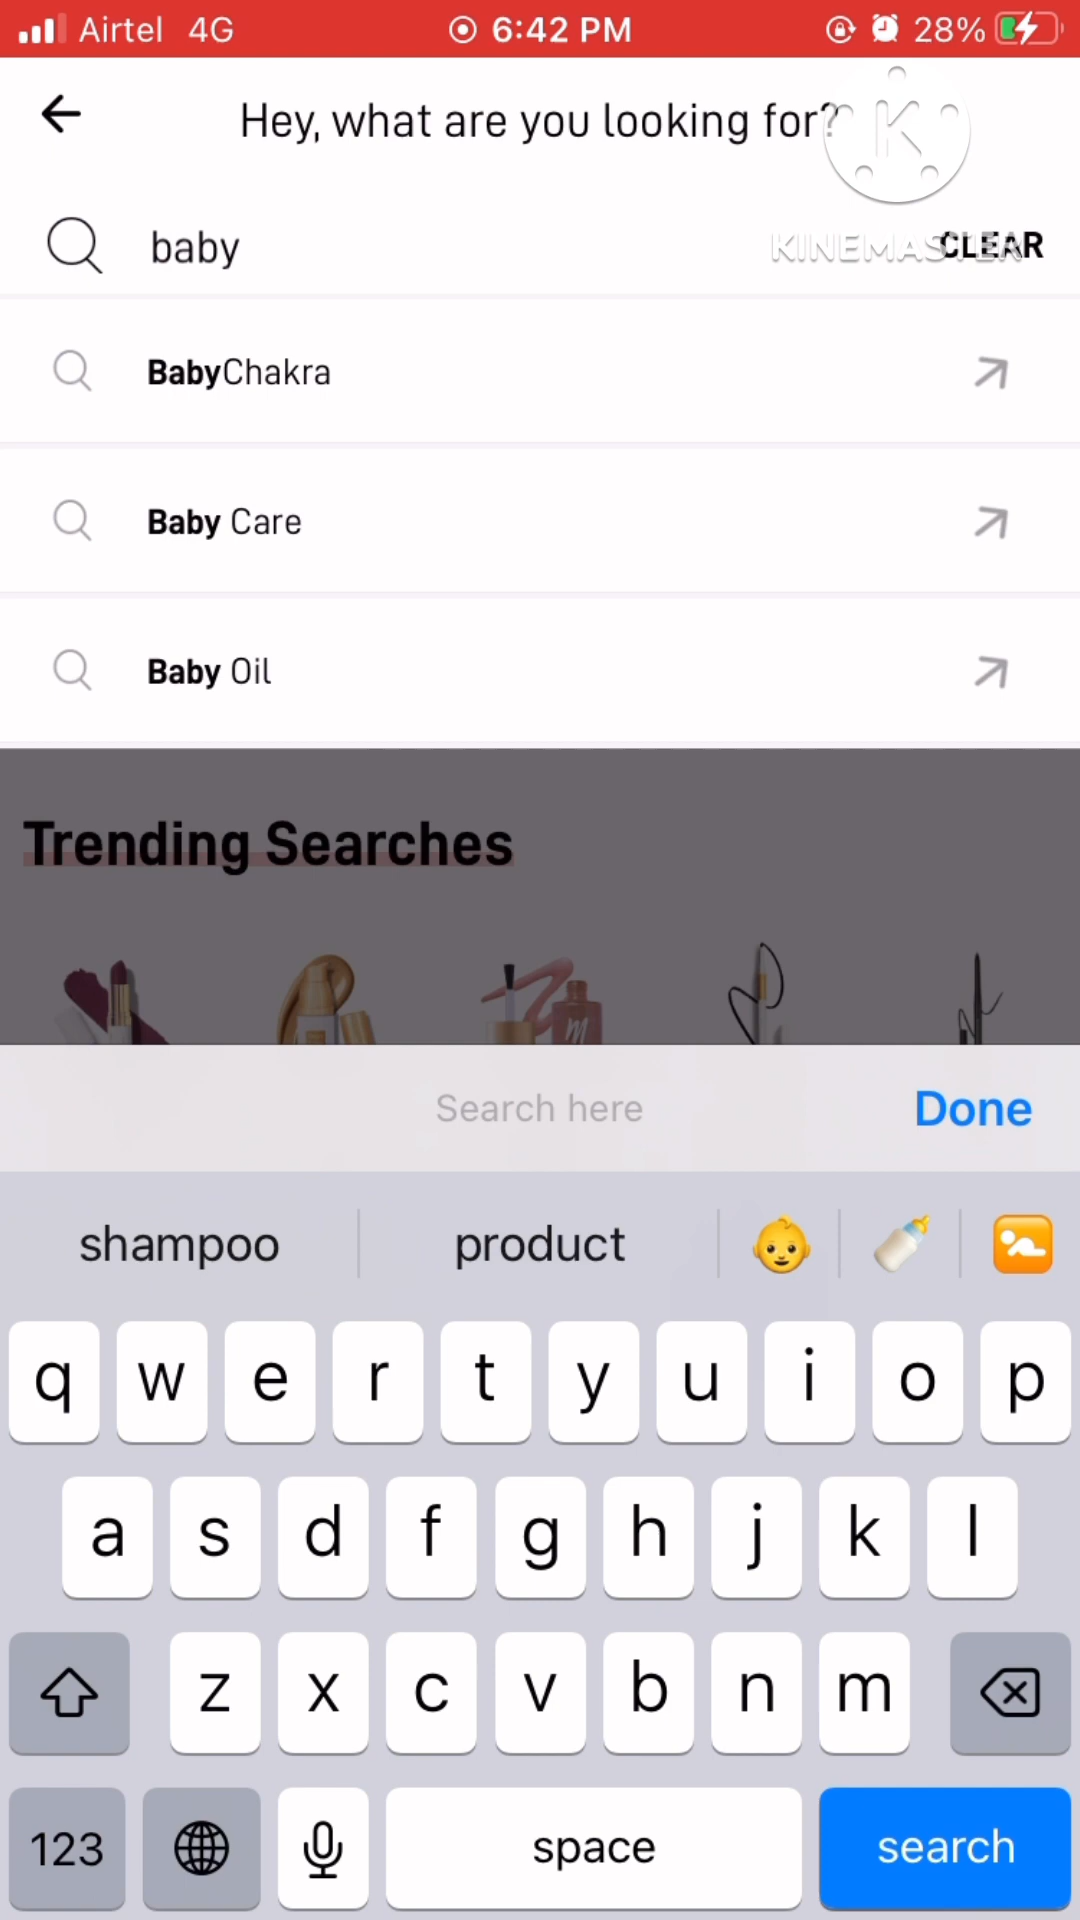 Airtel 4G 6:42 PM 28%
Hey, what are you looking for?
K
baby
KINEMASTER
CLEAR
BabyChakra
Baby Care
Baby Oil
Trending Searches
m
Search here Done
shampoo product
q w e r t y u i o p
a s d f g h j k l
z x c v b n m
123 space search